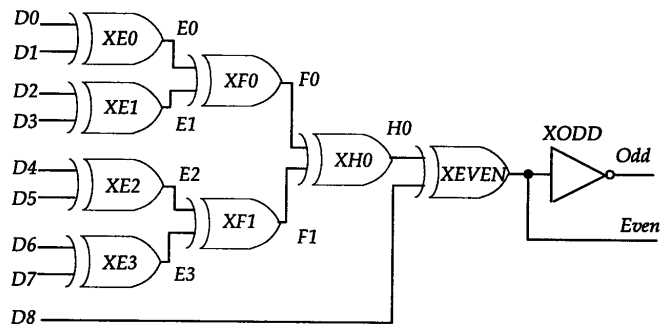 D0
D1
XE0
E0
D2
D3
XE1
E1
XF0
F0
D4
D5
XE2
E2
D6
D7
XE3
E3
XF1
F1
XH0
H0
XEVEN
XODD
Odd
Even
D8